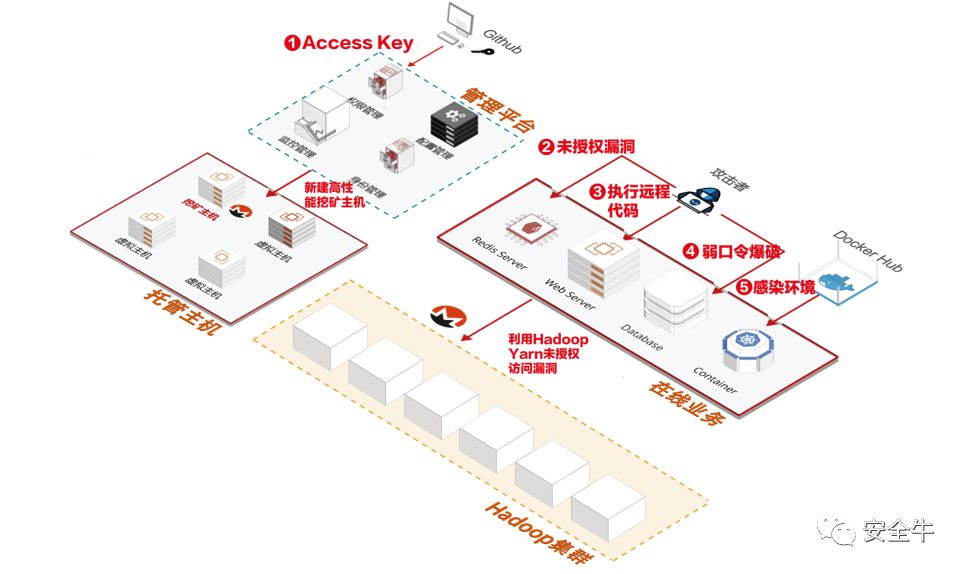 ❶Access Key
Github
管理平台
权限管理
监控管理
配置管理
身份管理
新建高性
能挖矿主机
挖矿主机
虚拟主机
虚拟主机
虚拟主机
托管主机
❷未授权漏洞
攻击者
❸执行远程
代码
❹弱口令爆破
❺感染环境
Docker Hub
Redis Server
Web Server
Database
Container
在线业务
利用Hadoop
Yarn未授权
访问漏洞
Hadoop集群
安全牛